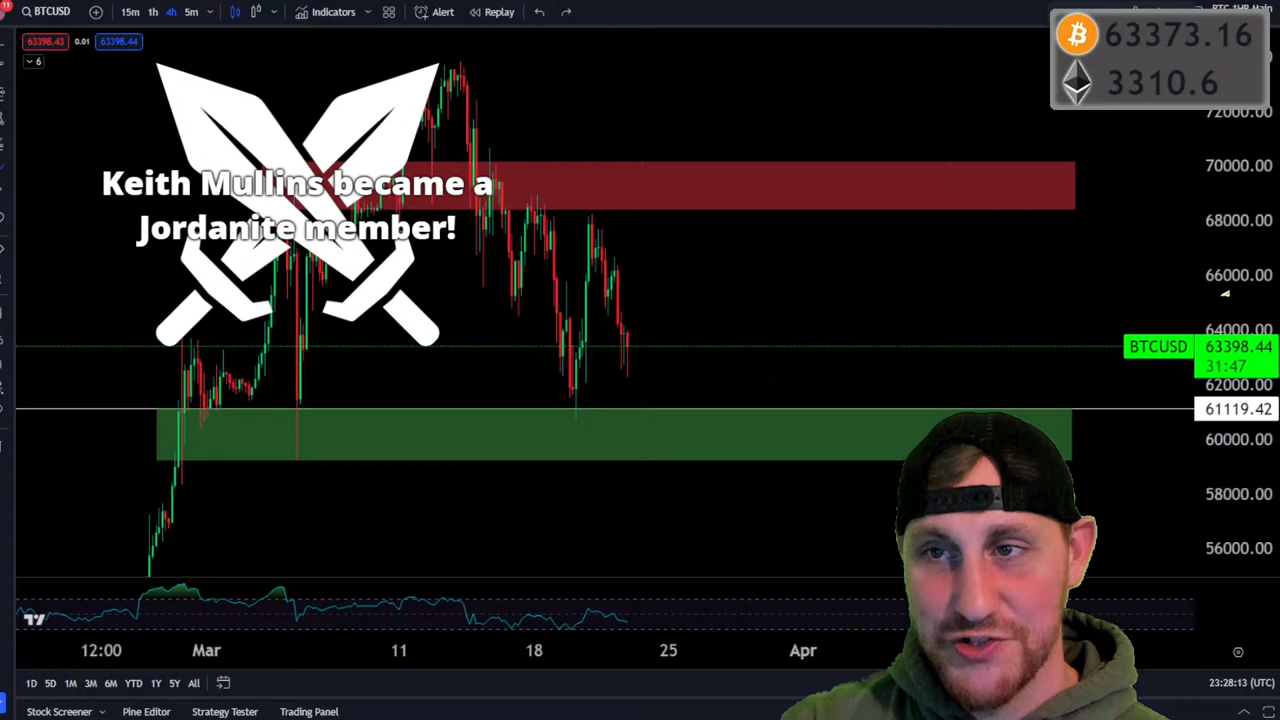 11
BTCUSD
15m 1h 4h 5m
Indicators
Alert
Replay
63398.43 0.01 63398.44
6
63373.16
3310.6
Keith Mullins became a
Jordanite member!
72000.00
70000.00
68000.00
66000.00
64000.00
BTCUSD 63398.44
31:47
62000.00
61119.42
60000.00
58000.00
56000.00
12:00 Mar 11 18 25 Apr
1D 5D 1M 3M 6M YTD 1Y 5Y All
23:28:13 (UTC)
Stock Screener Pine Editor Strategy Tester Trading Panel